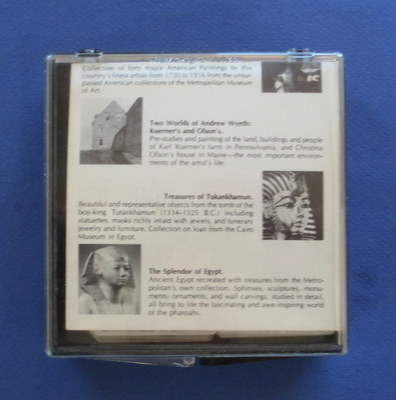 Collection of forty major American Paintings by this
country's finest artists from 1730 to 1916 from the unsur-
passed American collections of the Metropolitan Museum
of Art.
Two Worlds of Andrew Wyeth:
Kuerner's and Olson's.
Pre-studies and painting of the land, buildings and people
of Karl Kuerner's farm in Pennsylvania, and Christina
Olson's house in Maine—the most important environ-
ments of the artist's life.
Treasures of Tutankhamun.
Beautiful and representative objects from the tomb of the
boy-king Tutankhamun (1334–1325 B.C.) including
statuettes, masks richly inlaid with jewels, and funerary
jewelry and furniture. Collection on loan from the Cairo
Museum in Egypt.
The Splendor of Egypt.
Ancient Egypt recreated with treasures from the Metro-
politan's own collection. Sphinxes, sculptures, monu-
ments, ornaments, and wall carvings, studied in detail,
all bring to life the fascinating and awe-inspiring world
of the pharoahs.